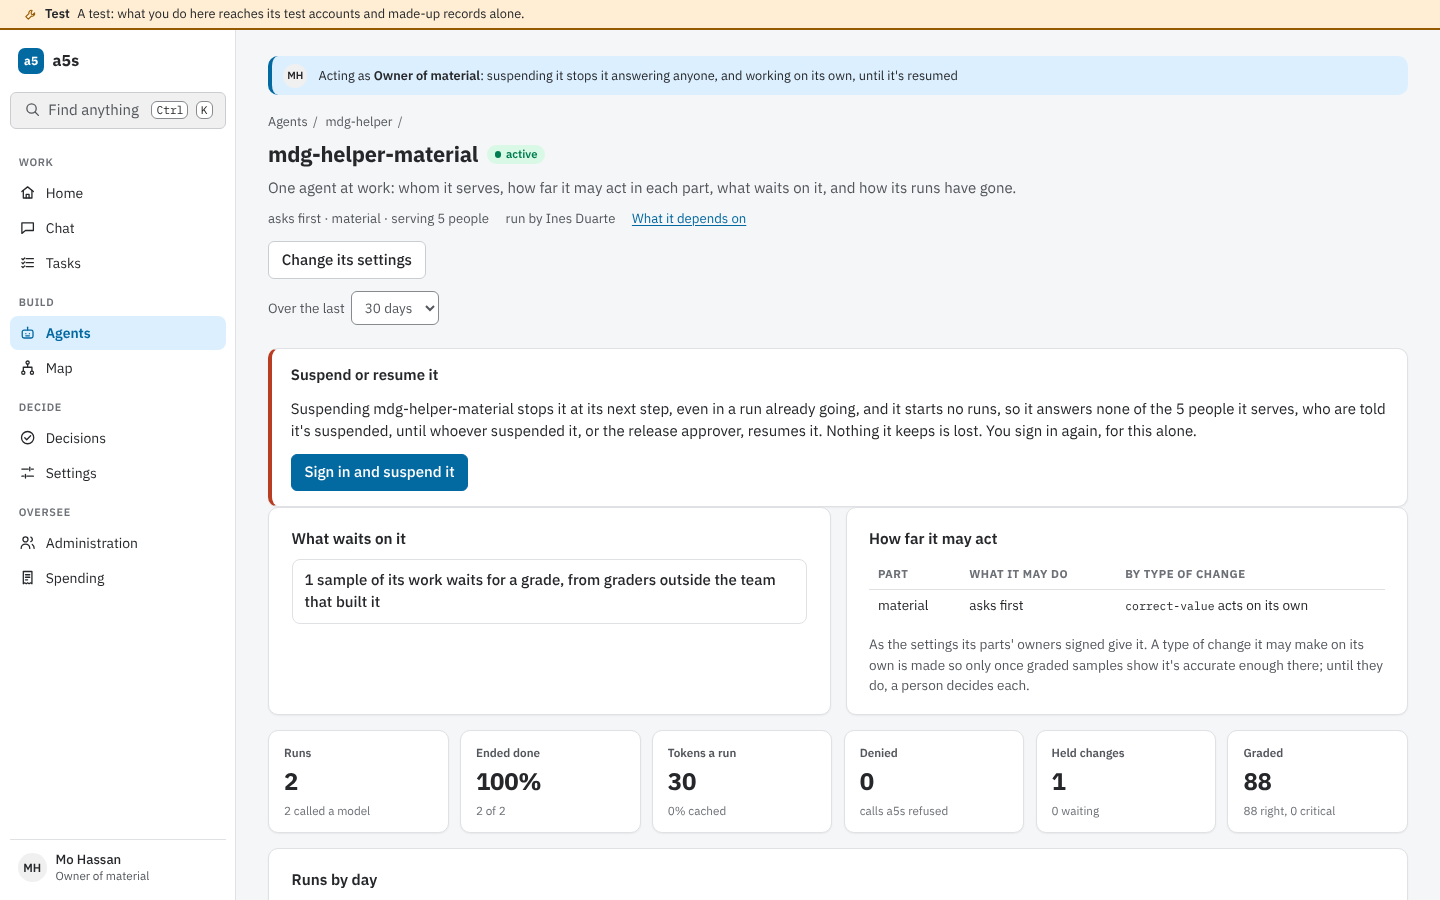 Test A test: what you do here reaches its test accounts and made-up records alone.
a5 a5s
Find anything Ctrl K
WORK
Home
Chat
Tasks
BUILD
Agents
Map
DECIDE
Decisions
Settings
OVERSEE
Administration
Spending
MH Mo Hassan
Owner of material
MH Acting as Owner of material: suspending it stops it answering anyone, and working on its own, until it's resumed
Agents / mdg-helper /
mdg-helper-material active
One agent at work: whom it serves, how far it may act in each part, what waits on it, and how its runs have gone.
asks first · material · serving 5 people run by Ines Duarte What it depends on
Change its settings
Over the last 30 days
Suspend or resume it
Suspending mdg-helper-material stops it at its next step, even in a run already going, and it starts no runs, so it answers none of the 5 people it serves, who are told
it's suspended, until whoever suspended it, or the release approver, resumes it. Nothing it keeps is lost. You sign in again, for this alone.
Sign in and suspend it
What waits on it
1 sample of its work waits for a grade, from graders outside the team
that built it
How far it may act
PART WHAT IT MAY DO BY TYPE OF CHANGE
material asks first correct-value acts on its own
As the settings its parts' owners signed give it. A type of change it may make on its
own is made so only once graded samples show it's accurate enough there; until they
do, a person decides each.
Runs
2
2 called a model
Ended done
100%
2 of 2
Tokens a run
30
0% cached
Denied
0
calls a5s refused
Held changes
1
0 waiting
Graded
88
88 right, 0 critical
Runs by day